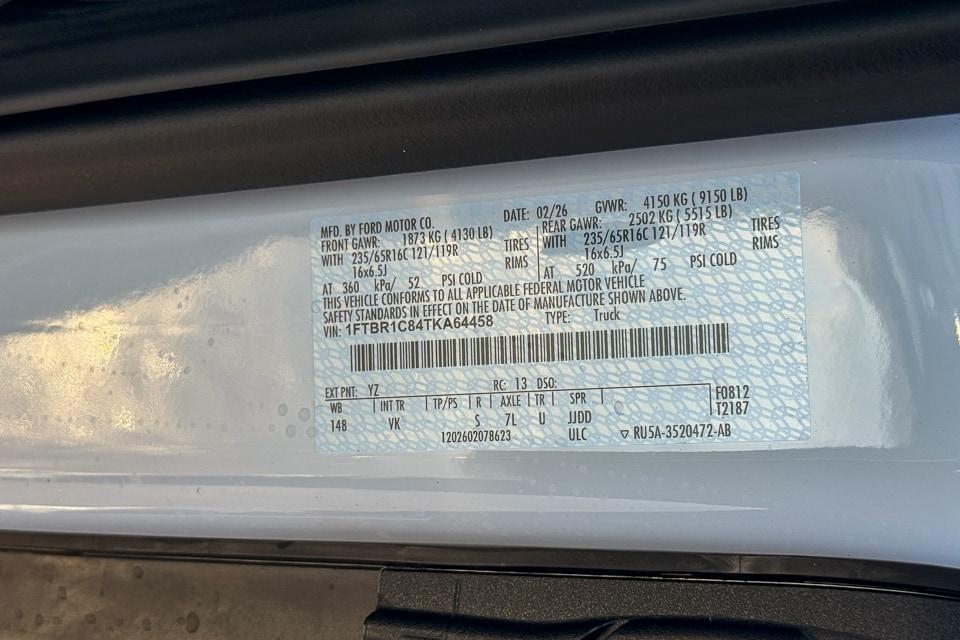 MFD. BY FORD MOTOR CO. DATE: 02/26 GVWR: 4150 KG ( 9150 LB)
FRONT GAWR: 1873 KG ( 4130 LB) REAR GAWR: 2502 KG ( 5515 LB)
WITH 235/65R16C 121/119R TIRES WITH 235/65R16C 121/119R TIRES
16x6.5J RIMS 16x6.5J RIMS
AT 360 kPa/ 52 PSI COLD AT 520 kPa/ 75 PSI COLD
THIS VEHICLE CONFORMS TO ALL APPLICABLE FEDERAL MOTOR VEHICLE
SAFETY STANDARDS IN EFFECT ON THE DATE OF MANUFACTURE SHOWN ABOVE.
VIN: 1FTBR1C84TKA64458 TYPE: Truck
EXT PNT: YZ RC: 13 DSO:
WB INT TR TP/PS R AXLE TR SPR F0812
148 VK S 7L U JJDD T2187
1202602078623 ULC ▽ RU5A-3520472-AB